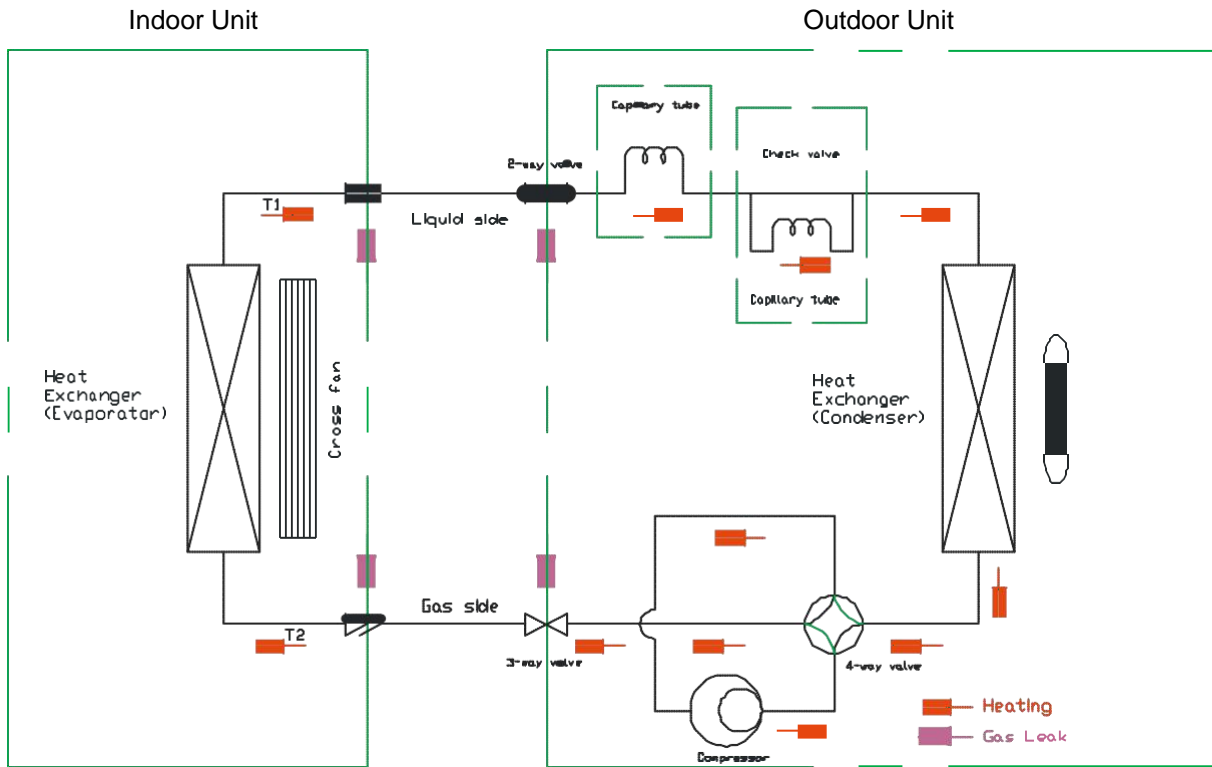 Indoor Unit
Outdoor Unit
Capillary tube
2-way valve
Check valve
T1
Liquid side
Capillary tube
Heat
Exchanger
(Evaporator)
Cross fan
Heat
Exchanger
(Condenser)
Gas side
T2
3-way valve
4-way valve
Heating
Gas Leak
Compressor